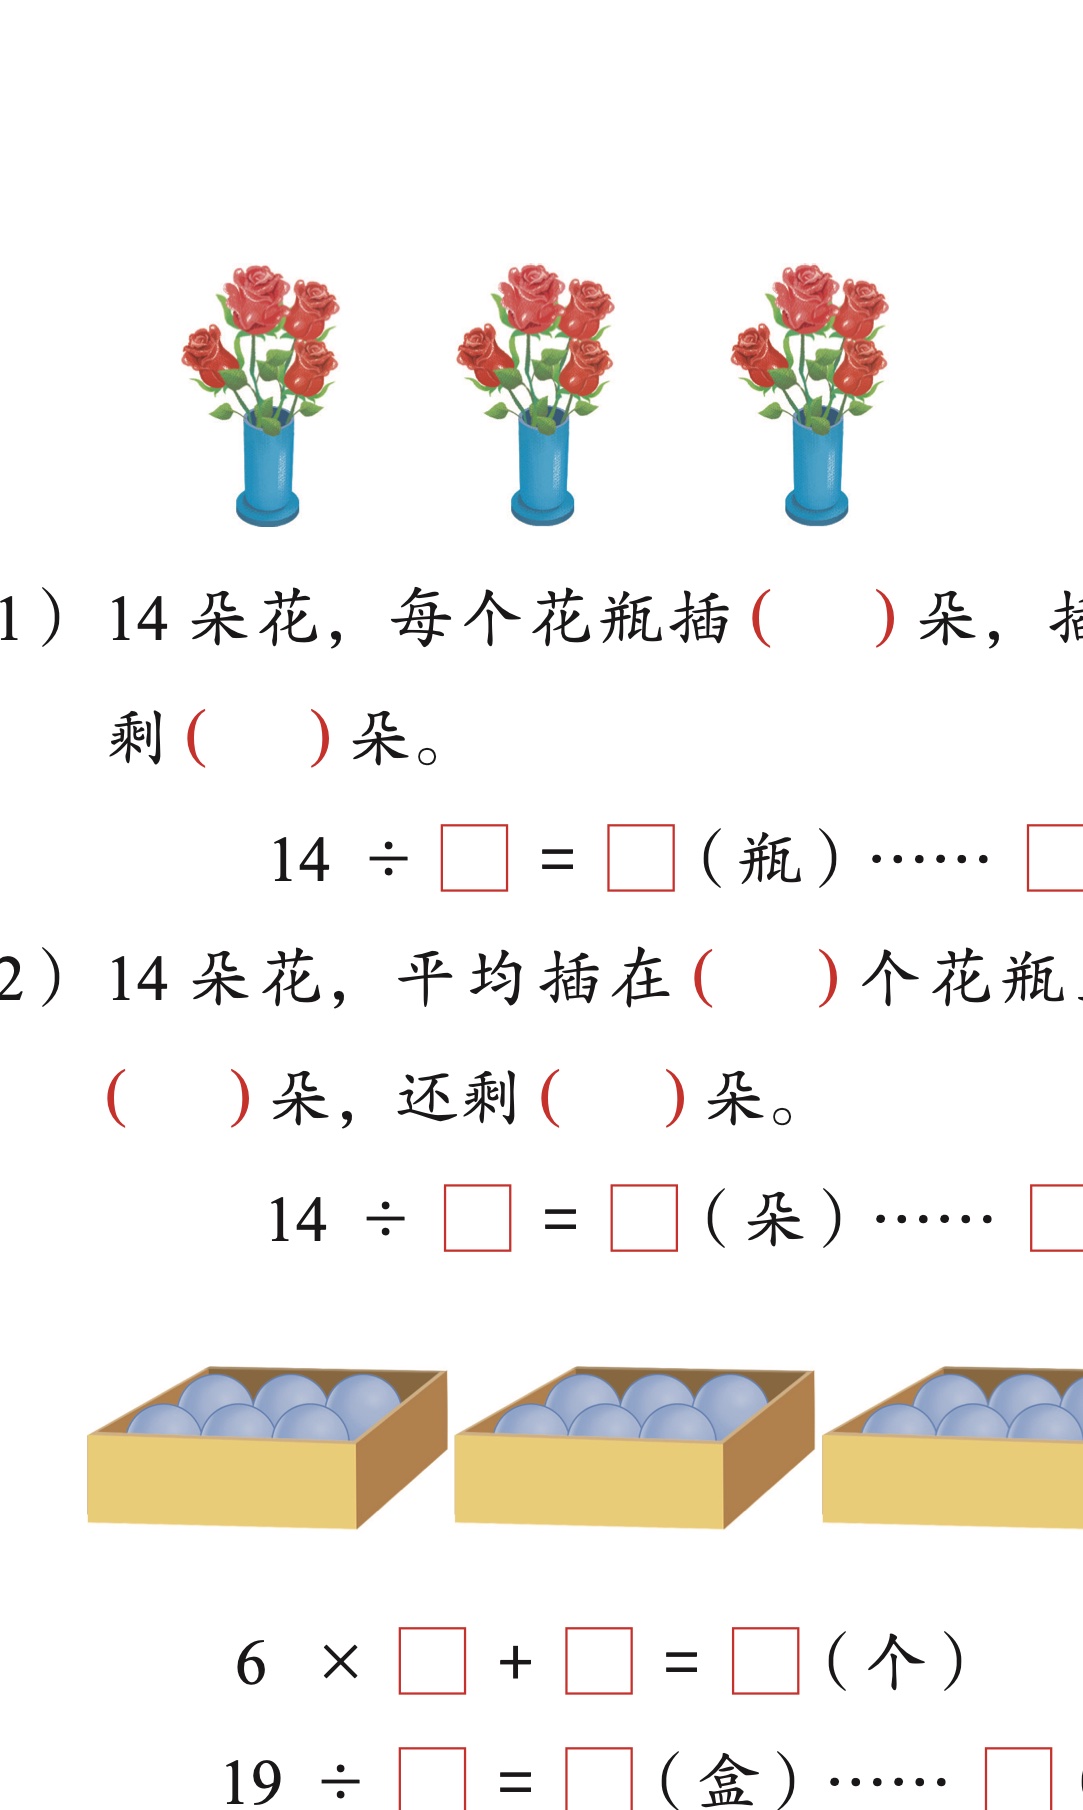 1） 14 朵花，每个花瓶插（ ）朵，插
剩（ ）朵。
14 ÷ □ = □（瓶）…… □
2） 14 朵花，平均插在（ ）个花瓶
（ ）朵，还剩（ ）朵。
14 ÷ □ = □（朵）…… □
6 × □ + □ = □（个）
19 ÷ □ = □（盒）…… □（